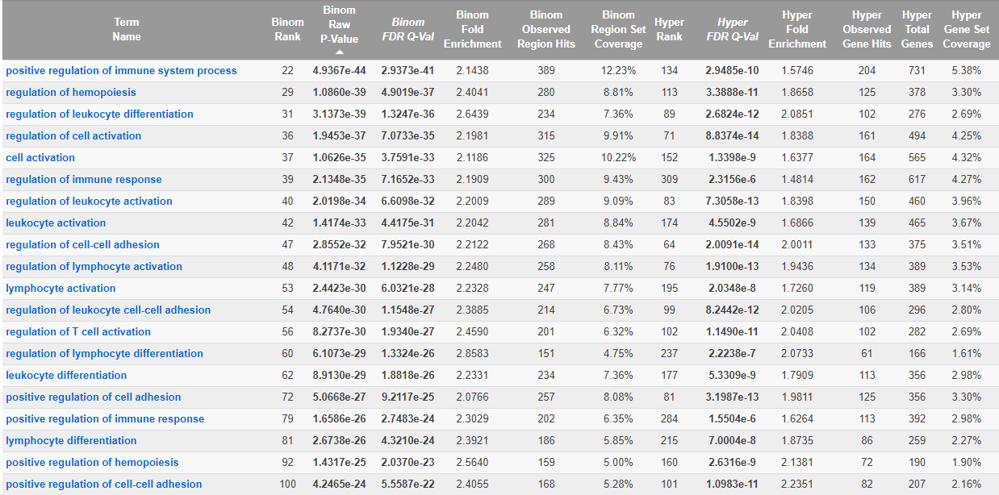 Term Name Binom Rank Binom Raw P-Value Binom FDR Q-Val Binom Fold Enrichment Binom Observed Region Hits Binom Region Set Coverage Hyper Rank Hyper FDR Q-Val Hyper Fold Enrichment Hyper Observed Gene Hits Hyper Total Genes Hyper Gene Set Coverage
positive regulation of immune system process 22 4.9367e-44 2.9373e-41 2.1438 389 12.23% 134 2.9485e-10 1.5746 204 731 5.38%
regulation of hemopoiesis 29 1.0860e-39 4.9019e-37 2.4041 280 8.81% 113 3.3888e-11 1.8658 125 378 3.30%
regulation of leukocyte differentiation 31 3.1373e-39 1.3247e-36 2.6439 234 7.36% 89 2.6824e-12 2.0851 102 276 2.69%
regulation of cell activation 36 1.9453e-37 7.0733e-35 2.1981 315 9.91% 71 8.8374e-14 1.8388 161 494 4.25%
cell activation 37 1.0626e-35 3.7591e-33 2.1186 325 10.22% 152 1.3398e-9 1.6377 164 565 4.32%
regulation of immune response 39 2.1348e-35 7.1652e-33 2.1909 300 9.43% 309 2.3156e-6 1.4814 162 617 4.27%
regulation of leukocyte activation 40 2.0198e-34 6.6098e-32 2.2009 289 9.09% 83 7.3058e-13 1.8398 150 460 3.96%
leukocyte activation 42 1.4174e-33 4.4175e-31 2.2042 281 8.84% 174 4.5502e-9 1.6866 139 465 3.67%
regulation of cell-cell adhesion 47 2.8552e-32 7.9521e-30 2.2122 268 8.43% 64 2.0091e-14 2.0011 133 375 3.51%
regulation of lymphocyte activation 48 4.1171e-32 1.1228e-29 2.2480 258 8.11% 76 1.9100e-13 1.9436 134 389 3.53%
lymphocyte activation 53 2.4423e-30 6.0321e-28 2.2328 247 7.77% 195 2.0348e-8 1.7260 119 389 3.14%
regulation of leukocyte cell-cell adhesion 54 4.7640e-30 1.1548e-27 2.3885 214 6.73% 99 8.2442e-12 2.0205 106 296 2.80%
regulation of T cell activation 56 8.2737e-30 1.9340e-27 2.4590 201 6.32% 102 1.1490e-11 2.0408 102 282 2.69%
regulation of lymphocyte differentiation 60 6.1073e-29 1.3324e-26 2.8583 151 4.75% 237 2.2238e-7 2.0733 61 166 1.61%
leukocyte differentiation 62 8.9130e-29 1.8818e-26 2.2331 234 7.36% 177 5.3309e-9 1.7909 113 356 2.98%
positive regulation of cell adhesion 72 5.0668e-27 9.2117e-25 2.0766 257 8.08% 81 3.1987e-13 1.9811 125 356 3.30%
positive regulation of immune response 79 1.6586e-26 2.7483e-24 2.3029 202 6.35% 284 1.5504e-6 1.6264 113 392 2.98%
lymphocyte differentiation 81 2.6738e-26 4.3210e-24 2.3921 186 5.85% 215 7.0004e-8 1.8735 86 259 2.27%
positive regulation of hemopoiesis 92 1.4317e-25 2.0370e-23 2.5640 159 5.00% 160 2.6316e-9 2.1381 72 190 1.90%
positive regulation of cell-cell adhesion 100 4.2465e-24 5.5587e-22 2.4055 168 5.28% 101 1.0983e-11 2.2351 82 207 2.16%